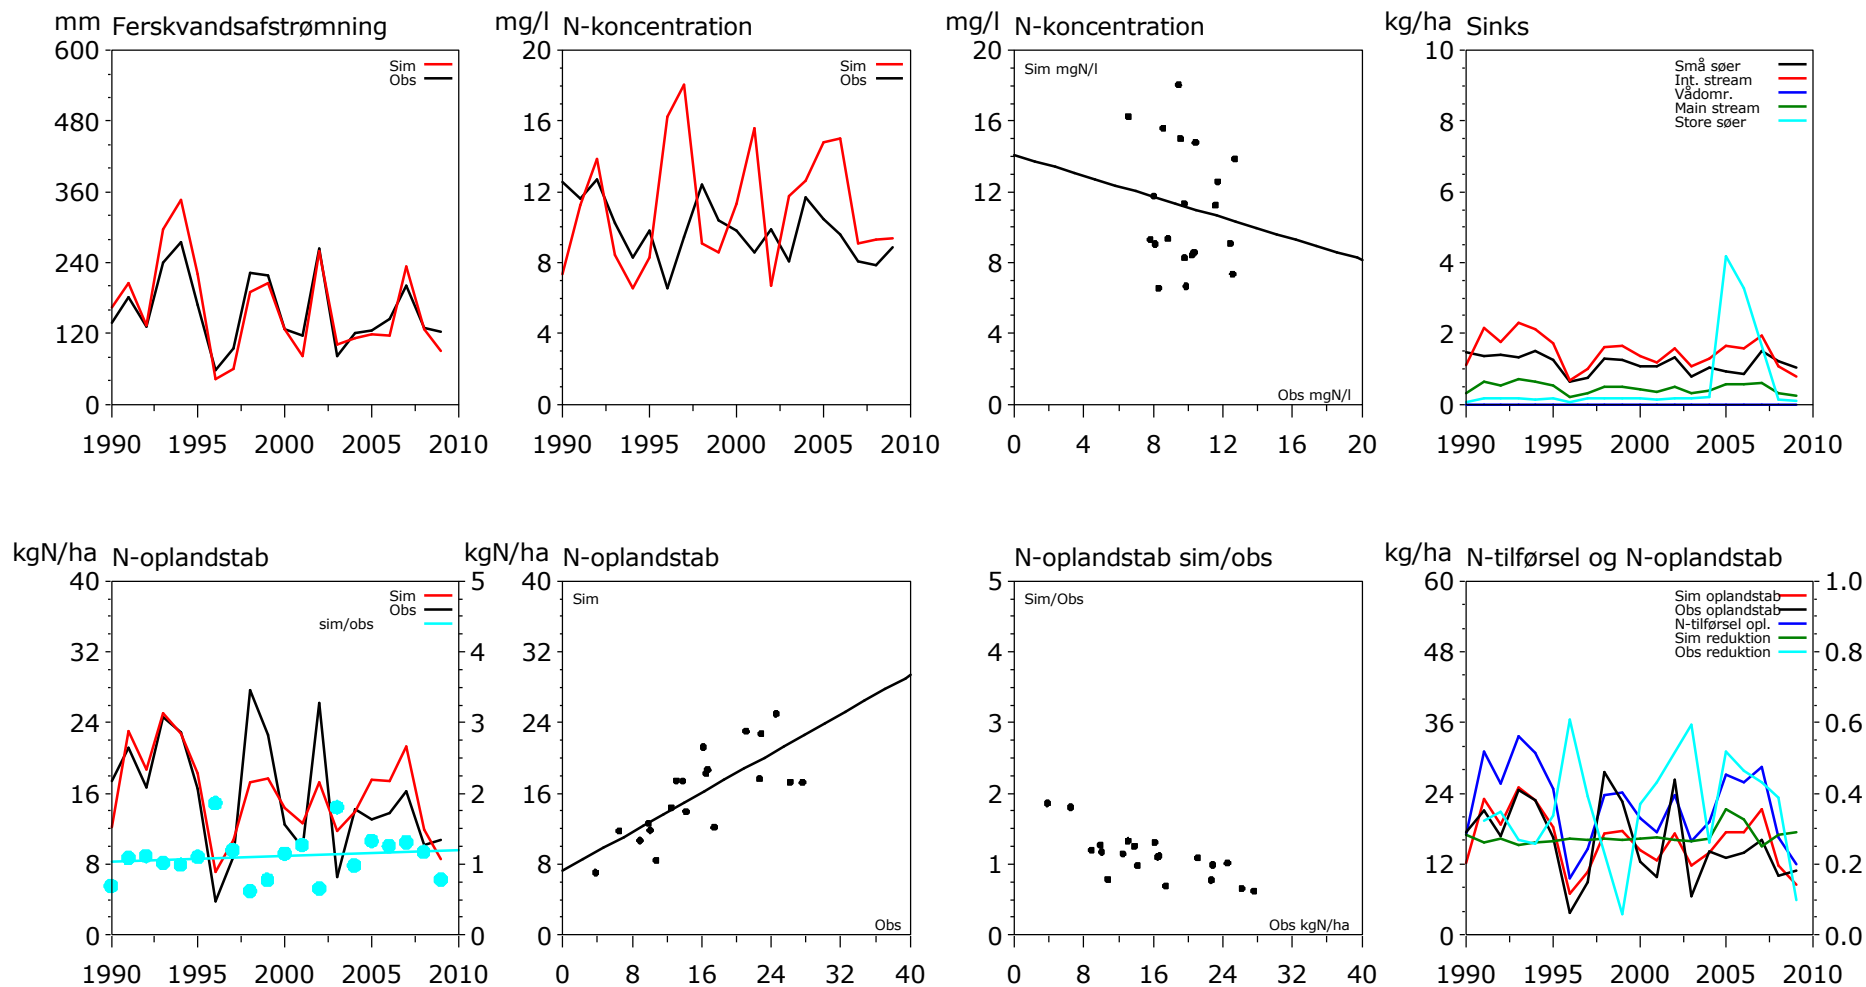 mm Ferskvandsafstrømning
600
480
360
240
120
0
Sim
Obs
1990 1995 2000 2005 2010
mg/l N-koncentration
20
16
12
8
4
0
Sim
Obs
1990 1995 2000 2005 2010
mg/l N-koncentration
20
16
12
8
4
0
Sim mgN/l
Obs mgN/l
0 4 8 12 16 20
kg/ha Sinks
10
8
6
4
2
0
Små søer
Int. stream
Vådomr.
Main stream
Store søer
1990 1995 2000 2005 2010
kgN/ha N-oplandstab
40
32
24
16
8
0
Sim
Obs
sim/obs
5
4
3
2
1
0
1990 1995 2000 2005 2010
kgN/ha N-oplandstab
40
32
24
16
8
0
Sim
Obs
0 8 16 24 32 40
N-oplandstab sim/obs
5
4
3
2
1
0
Sim/Obs
Obs kgN/ha
0 8 16 24 32 40
kg/ha N-tilførsel og N-oplandstab
60
48
36
24
12
0
Sim oplandstab
Obs oplandstab
N-tilførsel opl.
Sim reduktion
Obs reduktion
1.0
0.8
0.6
0.4
0.2
0.0
1990 1995 2000 2005 2010